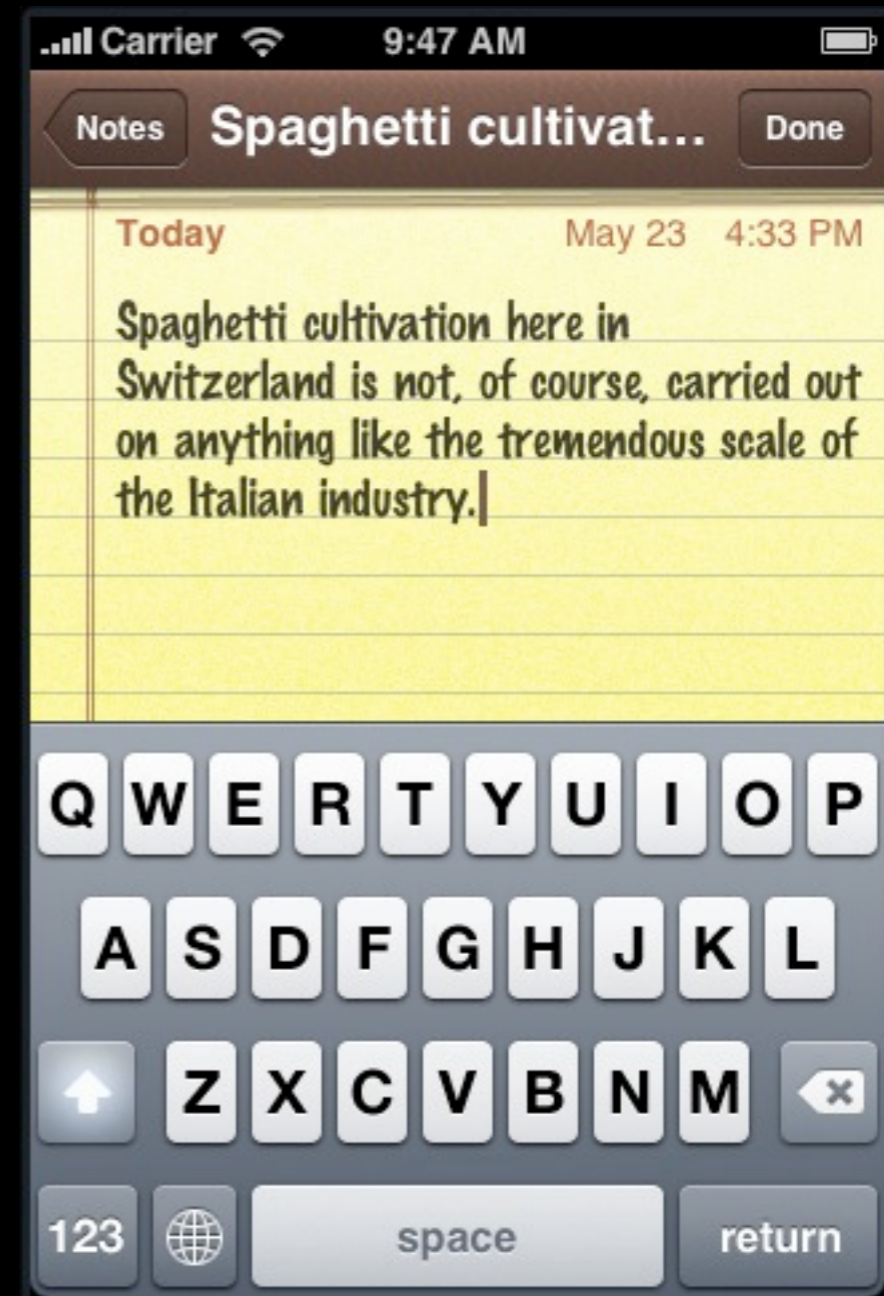 Carrier 9:47 AM
Notes Spaghetti cultivat... Done
Today May 23 4:33 PM
Spaghetti cultivation here in
Switzerland is not, of course, carried out
on anything like the tremendous scale of
the Italian industry.
Q W E R T Y U I O P
A S D F G H J K L
Z X C V B N M
123 space return